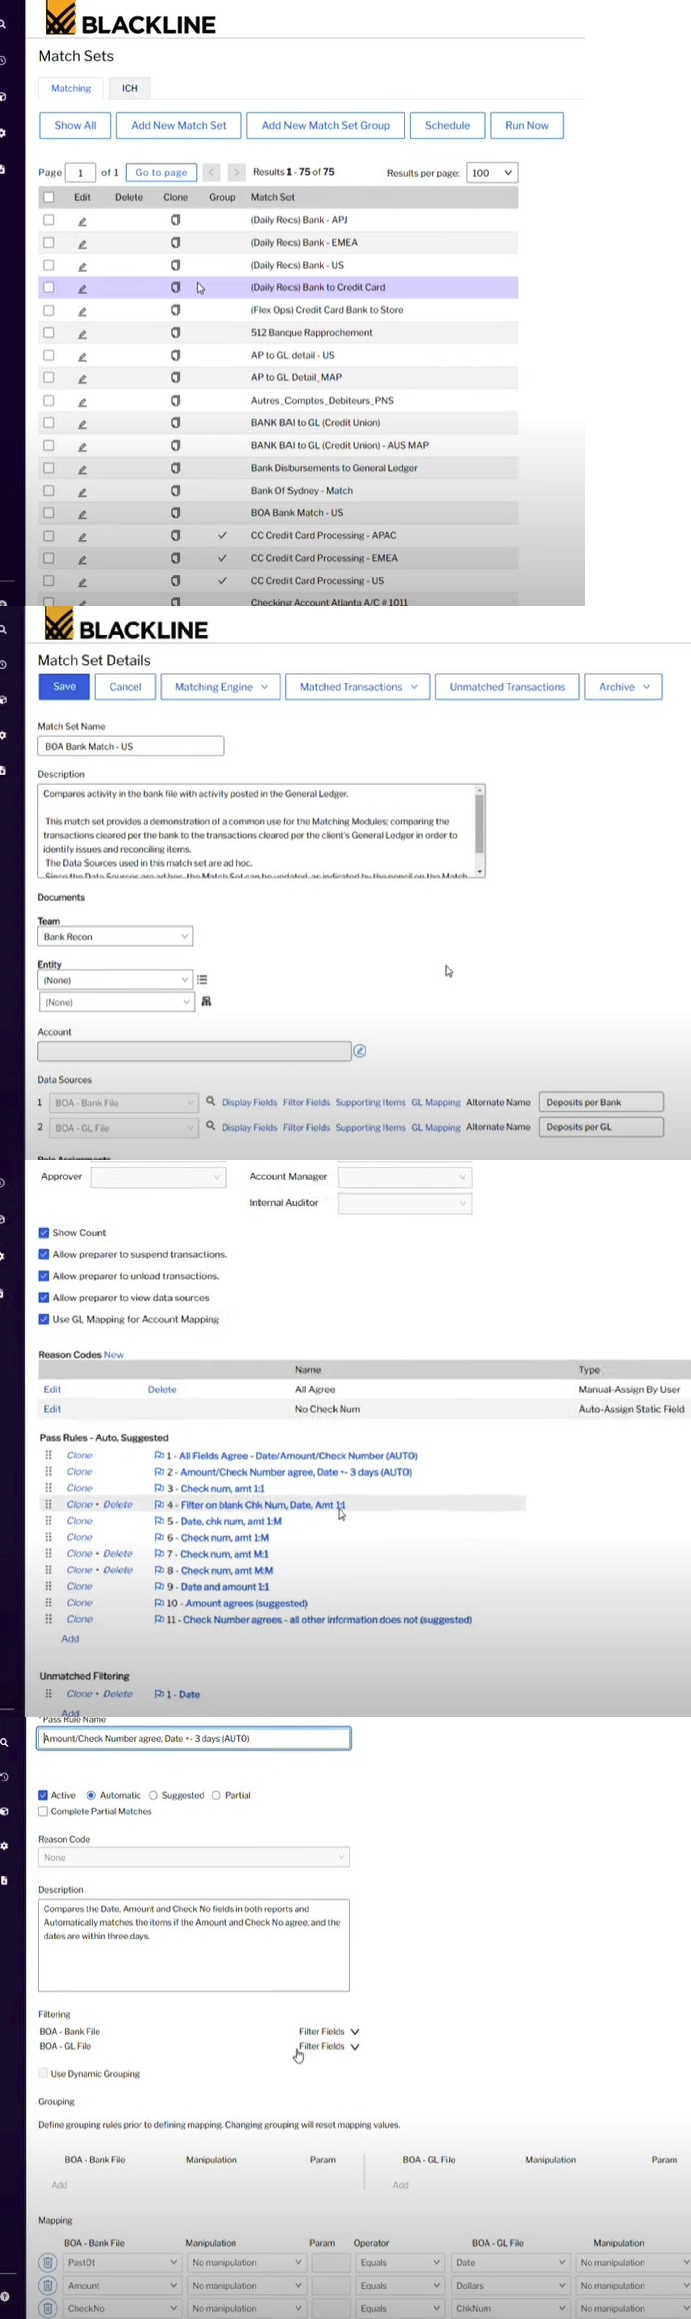 BLACKLINE
Match Sets
Matching ICH
Show All Add New Match Set Add New Match Set Group Schedule Run Now
Page 1 of 1 Go to page < > Results 1 - 75 of 75 Results per page: 100
Edit Delete Clone Group Match Set
(Daily Recs) Bank - APJ
(Daily Recs) Bank - EMEA
(Daily Recs) Bank - US
(Daily Recs) Bank to Credit Card
(Flex Ops) Credit Card Bank to Store
512 Banque Rapprochement
AP to GL detail - US
AP to GL Detail_MAP
Autres_Comptes_Debiteurs_PNS
BANK BAI to GL (Credit Union)
BANK BAI to GL (Credit Union) - AUS MAP
Bank Disbursements to General Ledger
Bank Of Sydney - Match
BOA Bank Match - US
CC Credit Card Processing - APAC
CC Credit Card Processing - EMEA
CC Credit Card Processing - US
Checking Account Atlanta A/C # 1011
BLACKLINE
Match Set Details
Save Cancel Matching Engine Matched Transactions Unmatched Transactions Archive
Match Set Name
BOA Bank Match - US
Description
Compares activity in the bank file with activity posted in the General Ledger.
This match set provides a demonstration of a common use for the Matching Modules: comparing the
transactions cleared per the bank to the transactions cleared per the client's General Ledger in order to
identify issues and reconciling items.
The Data Sources used in this match set are ad hoc.
Since the Data Sources are ad hoc, the Match Set can be updated, as indicated by the pencil on the Match
Documents
Team
Bank Recon
Entity
(None)
(None)
Account
Data Sources
1 BOA - Bank File Display Fields Filter Fields Supporting Items GL Mapping Alternate Name Deposits per Bank
2 BOA - GL File Display Fields Filter Fields Supporting Items GL Mapping Alternate Name Deposits per GL
Role Assignments
Approver Account Manager
Internal Auditor
Show Count
Allow preparer to suspend transactions.
Allow preparer to unload transactions.
Allow preparer to view data sources
Use GL Mapping for Account Mapping
Reason Codes New
Name Type
Edit Delete All Agree Manual-Assign By User
Edit No Check Num Auto-Assign Static Field
Pass Rules - Auto, Suggested
Clone 1 - All Fields Agree - Date/Amount/Check Number (AUTO)
Clone 2 - Amount/Check Number agree, Date +- 3 days (AUTO)
Clone 3 - Check num, amt 1:1
Clone • Delete 4 - Filter on blank Chk Num, Date, Amt 1:1
Clone 5 - Date, chk num, amt 1:M
Clone 6 - Check num, amt 1:M
Clone • Delete 7 - Check num, amt M:1
Clone • Delete 8 - Check num, amt M:M
Clone 9 - Date and amount 1:1
Clone 10 - Amount agrees (suggested)
Clone 11 - Check Number agrees - all other information does not (suggested)
Add
Unmatched Filtering
Clone • Delete 1 - Date
Add
*Pass Rule Name
Amount/Check Number agree, Date +- 3 days (AUTO)
Active Automatic Suggested Partial
Complete Partial Matches
Reason Code
None
Description
Compares the Date, Amount and Check No fields in both reports and
Automatically matches the items if the Amount and Check No agree, and the
dates are within three days.
Filtering
BOA - Bank File Filter Fields
BOA - GL File Filter Fields
Use Dynamic Grouping
Grouping
Define grouping rules prior to defining mapping. Changing grouping will reset mapping values.
BOA - Bank File Manipulation Param BOA - GL File Manipulation Param
Add Add
Mapping
BOA - Bank File Manipulation Param Operator BOA - GL File Manipulation
PastDt No manipulation Equals Date No manipulation
Amount No manipulation Equals Dollars No manipulation
CheckNo No manipulation Equals ChkNum No manipulation